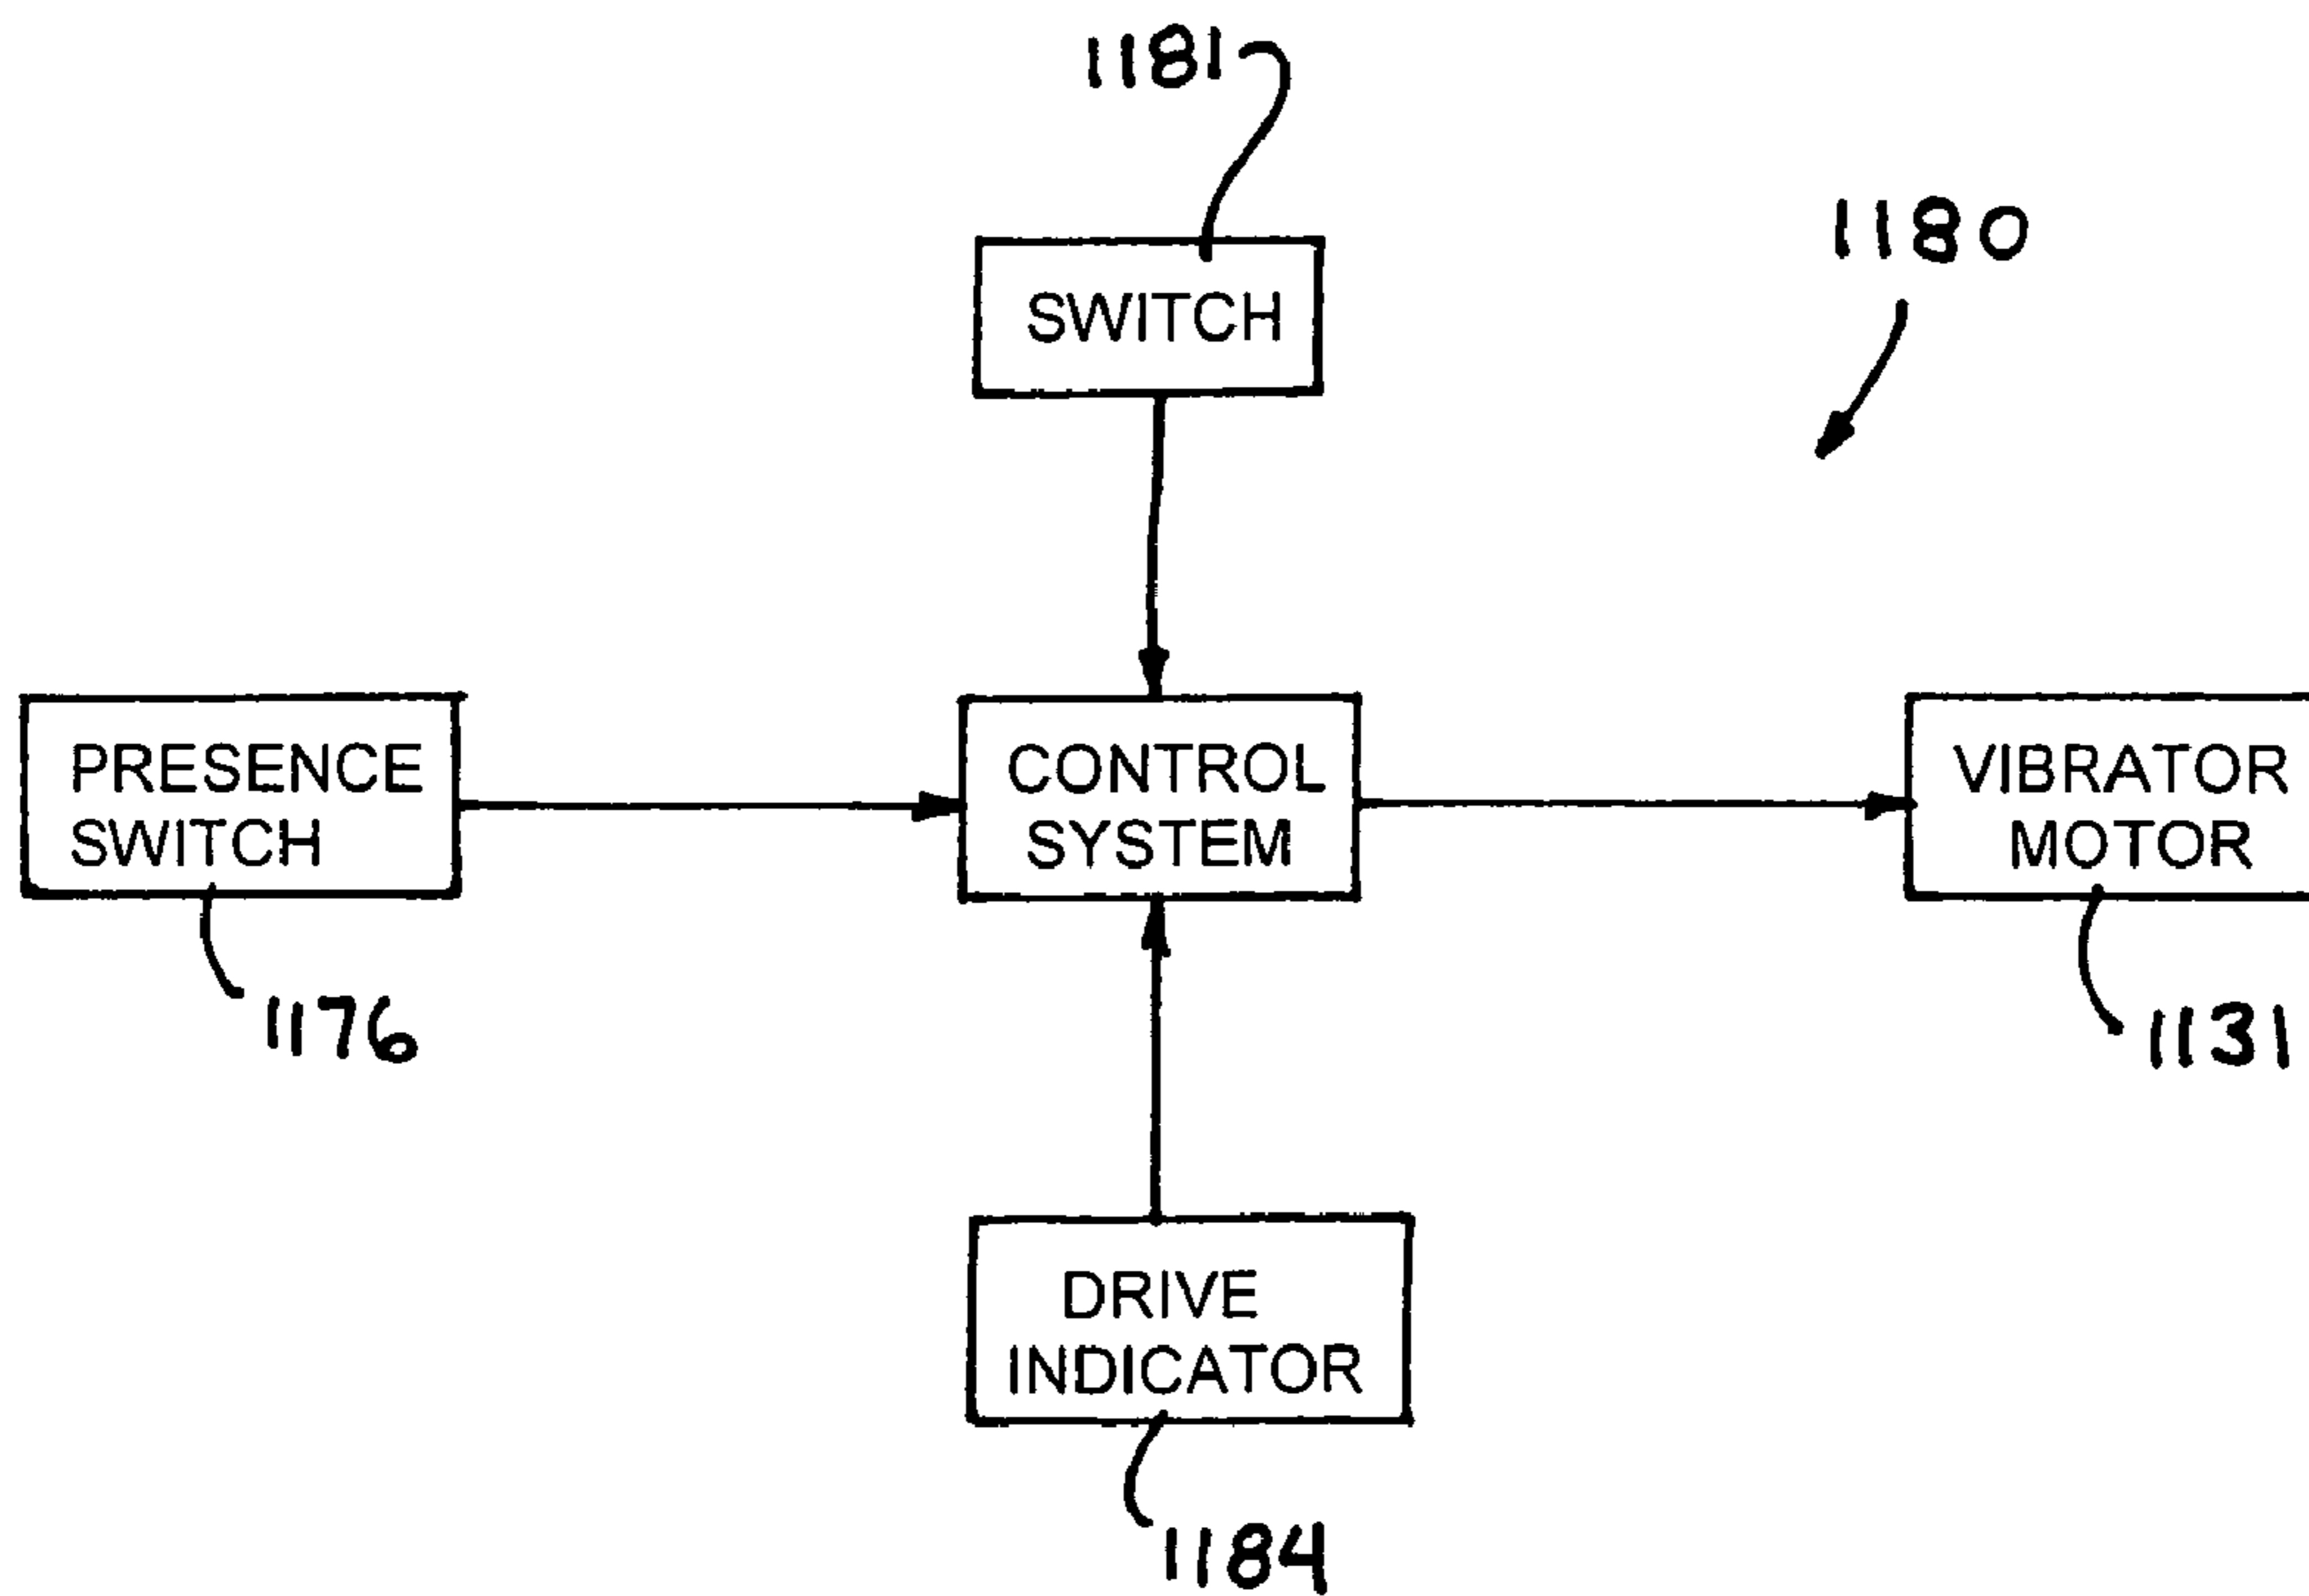 1181
1180
SWITCH
PRESENCE
SWITCH
CONTROL
SYSTEM
VIBRATOR
MOTOR
1176
1131
DRIVE
INDICATOR
1184